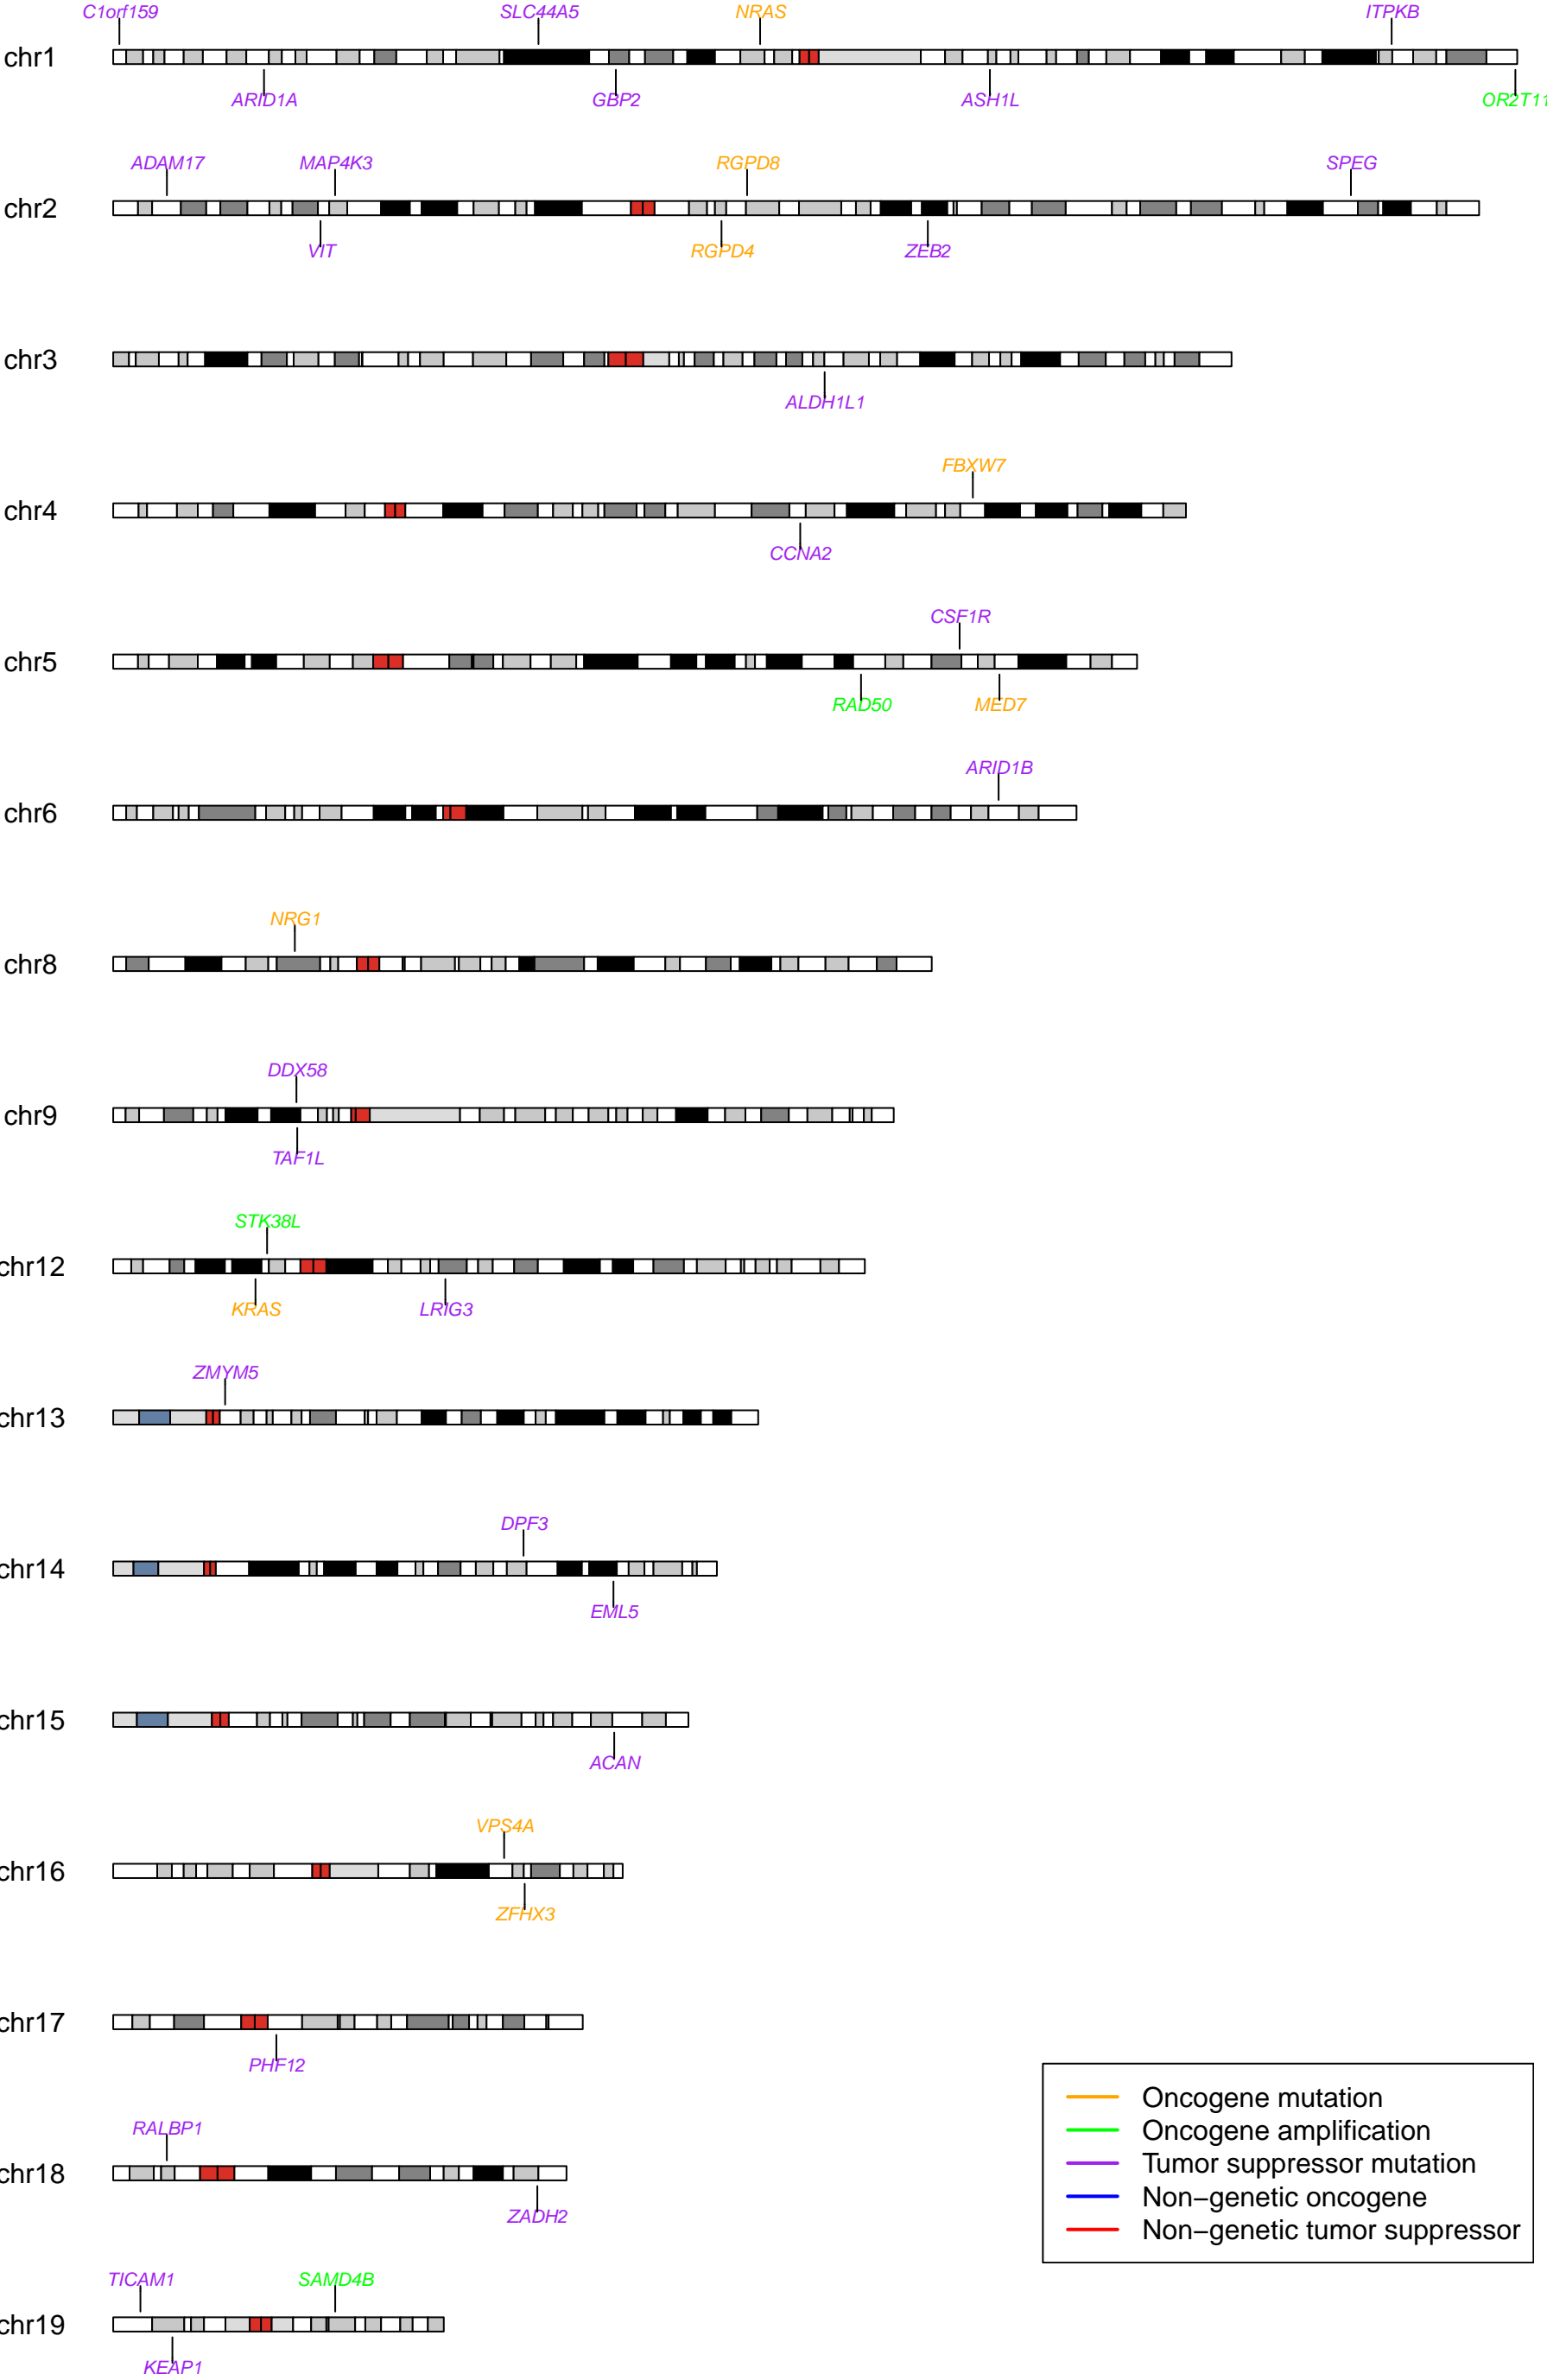 C1orf159 SLC44A5 NRAS ITPKB
chr1
ARID1A GBP2 ASH1L OR2T11
ADAM17 MAP4K3 RGPD8 SPEG
chr2
VIT RGPD4 ZEB2
chr3
ALDH1L1
FBXW7
chr4
CCNA2
CSF1R
chr5
RAD50 MED7
ARID1B
chr6
NRG1
chr8
DDX58
chr9
TAF1L
STK38L
chr12
KRAS LRIG3
ZMYM5
chr13
DPF3
chr14
EML5
chr15
ACAN
VPS4A
chr16
ZFHX3
chr17
PHF12
RALBP1
chr18
ZADH2
TICAM1 SAMD4B
chr19
KEAP1
Oncogene mutation
Oncogene amplification
Tumor suppressor mutation
Non−genetic oncogene
Non−genetic tumor suppressor